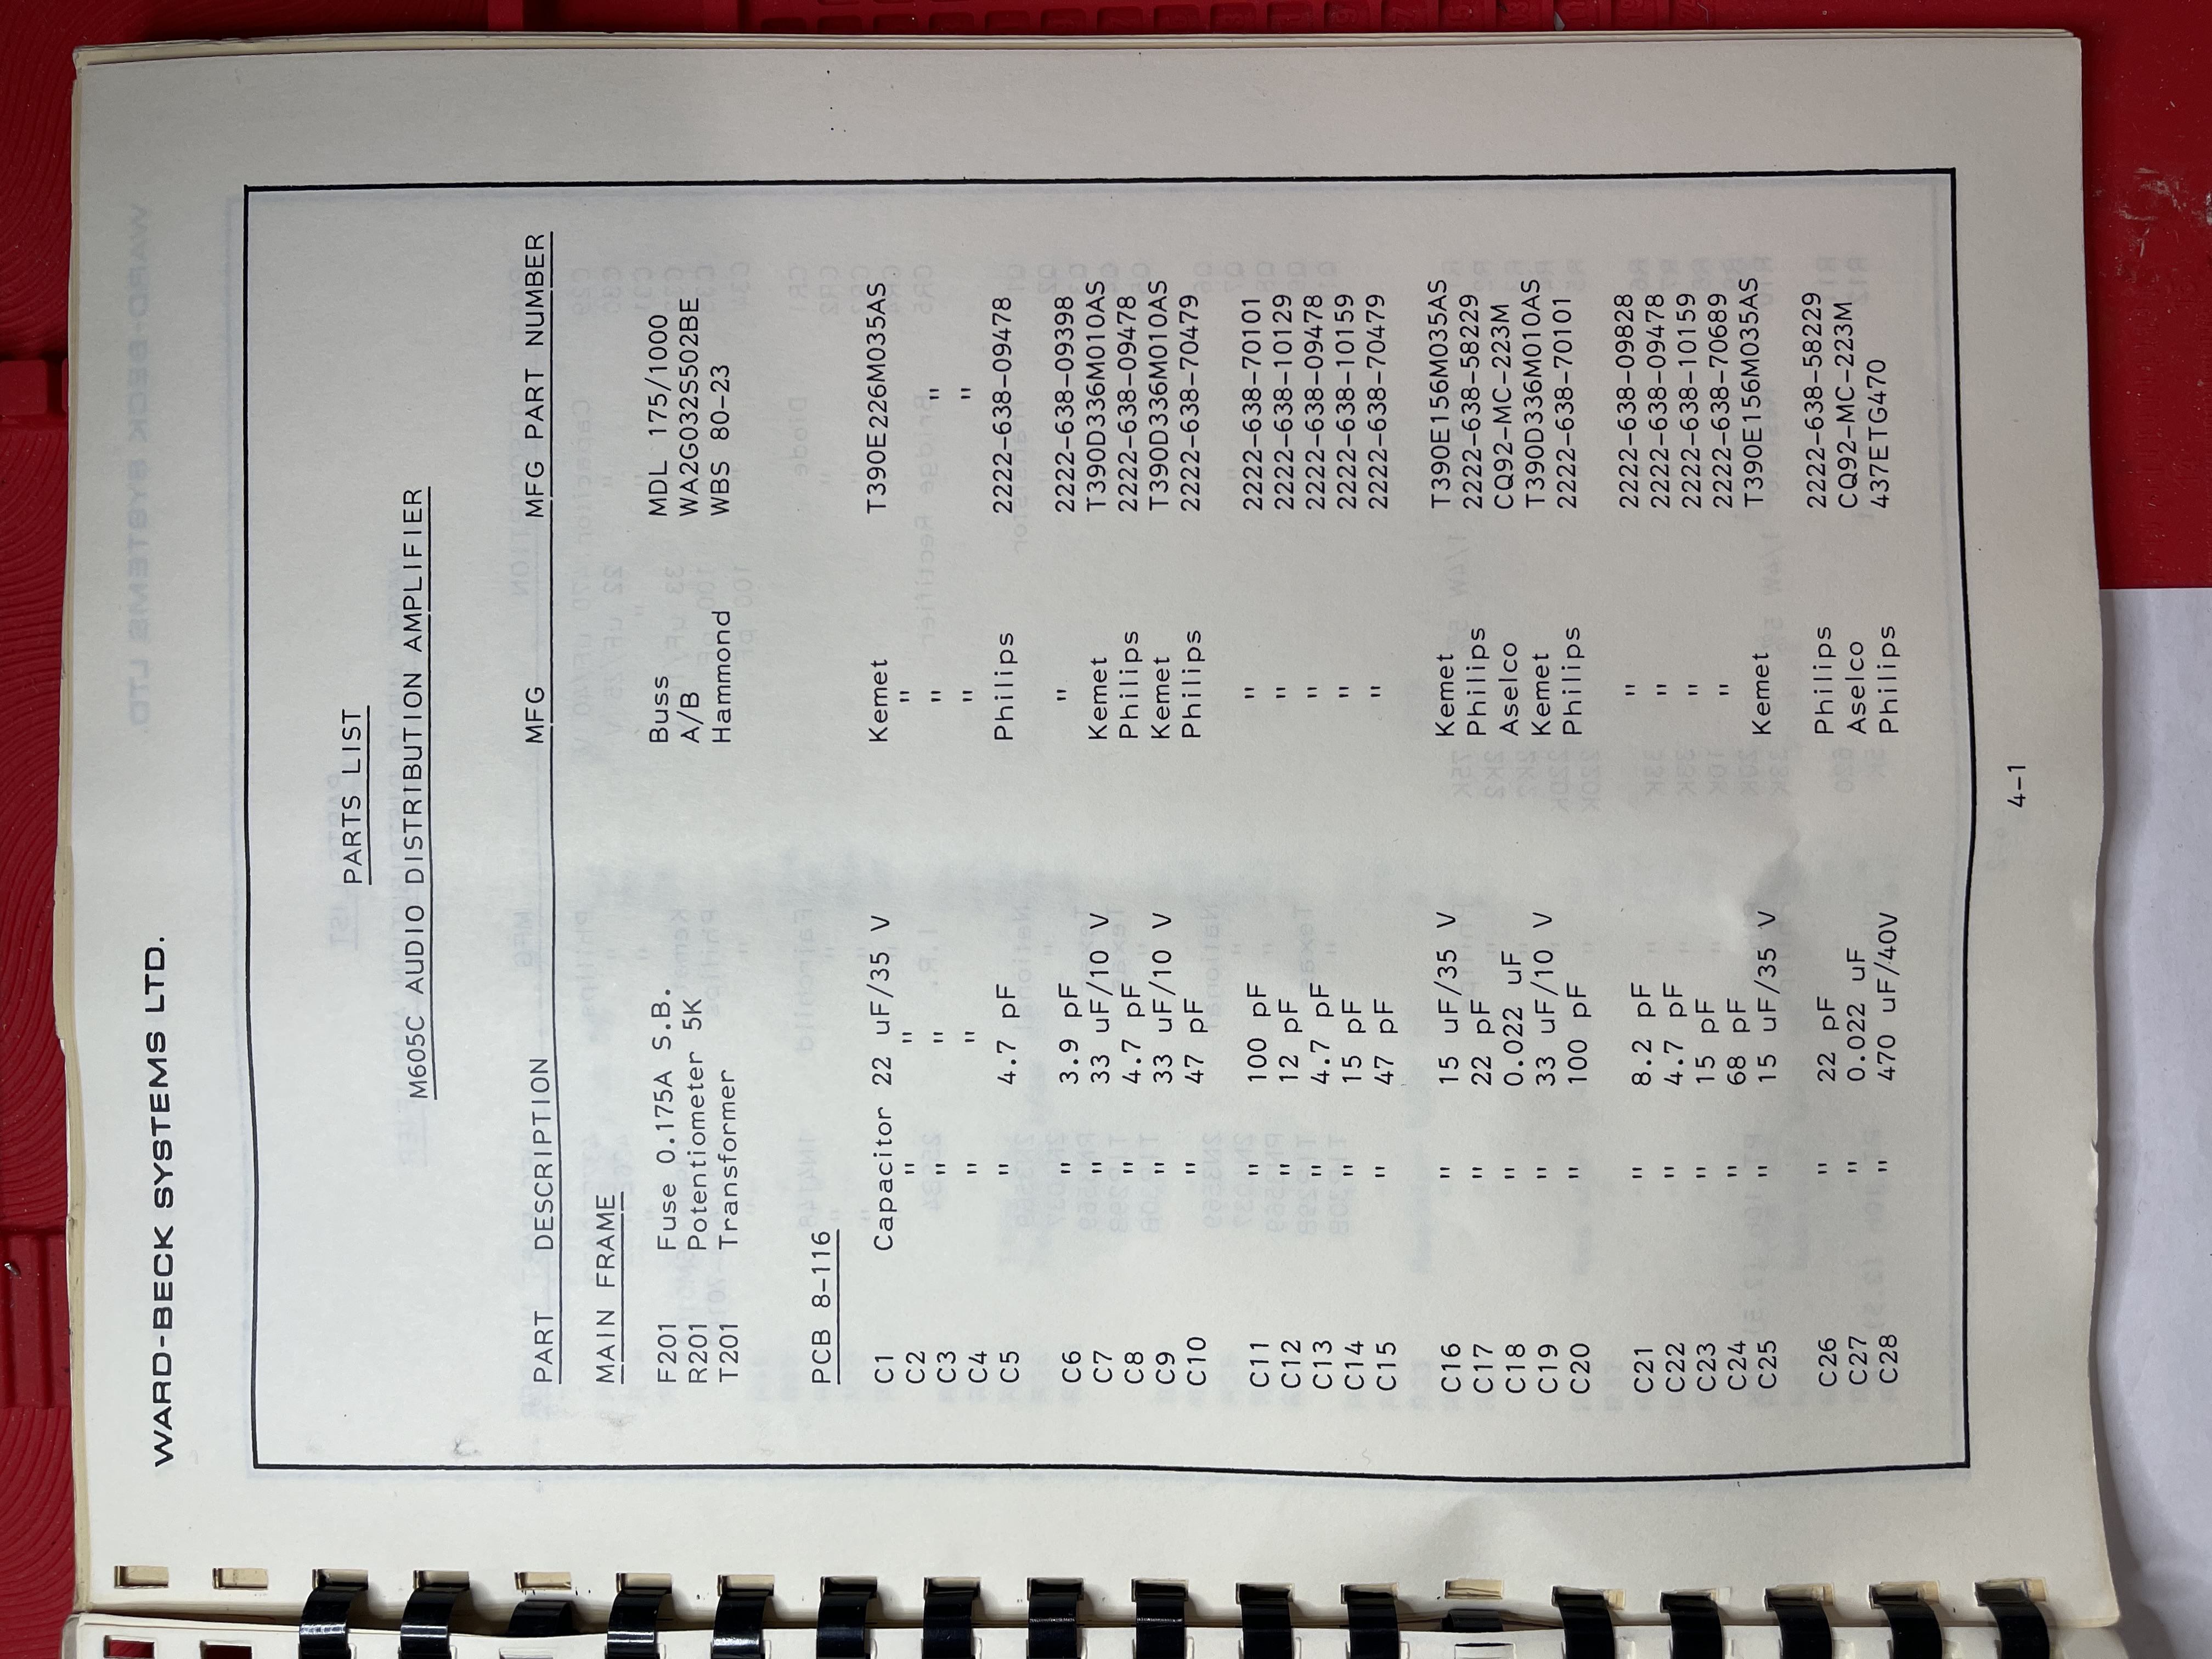 WARD-BECK SYSTEMS LTD.
PARTS LIST
M605C AUDIO DISTRIBUTION AMPLIFIER
PART DESCRIPTION MFG MFG PART NUMBER
MAIN FRAME
F201 Fuse 0.175A S.B. Buss MDL 175/1000
R201 Potentiometer 5K A/B WA2G032S502BE
T201 Transformer Hammond WBS 80-23
PCB 8-116
C1 Capacitor 22 uF/35 V Kemet T390E226M035AS
C2 " " "
C3 " " " "
C4 " " " "
C5 " 4.7 pF Philips 2222-638-09478
C6 " 3.9 pF " 2222-638-09398
C7 " 33 uF/10 V Kemet T390D336M010AS
C8 " 4.7 pF Philips 2222-638-09478
C9 " 33 uF/10 V Kemet T390D336M010AS
C10 " 47 pF Philips 2222-638-70479
C11 " 100 pF " 2222-638-70101
C12 " 12 pF " 2222-638-10129
C13 " 4.7 pF " 2222-638-09478
C14 " 15 pF " 2222-638-10159
C15 " 47 pF " 2222-638-70479
C16 " 15 uF/35 V Kemet T390E156M035AS
C17 " 22 pF Philips 2222-638-58229
C18 " 0.022 uF Aselco CQ92-MC-223M
C19 " 33 uF/10 V Kemet T390D336M010AS
C20 " 100 pF Philips 2222-638-70101
C21 " 8.2 pF " 2222-638-09828
C22 " 4.7 pF " 2222-638-09478
C23 " 15 pF " 2222-638-10159
C24 " 68 pF " 2222-638-70689
C25 " 15 uF/35 V Kemet T390E156M035AS
C26 " 22 pF Philips 2222-638-58229
C27 " 0.022 uF Aselco CQ92-MC-223M
C28 " 470 uF/40V Philips 437ETG470
4-1